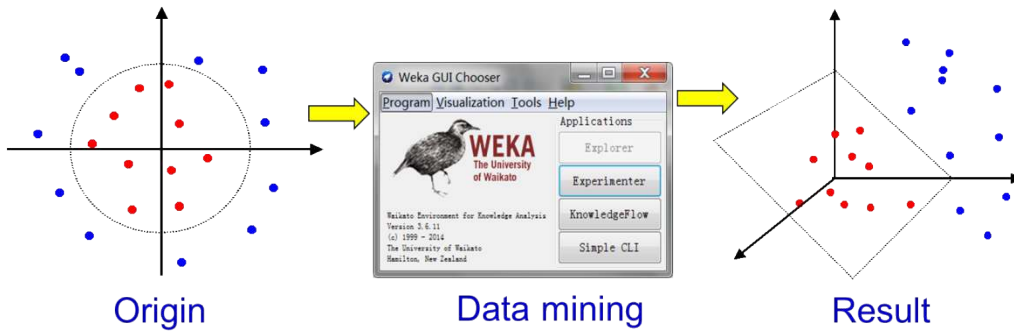 Weka GUI Chooser
Program Visualization Tools Help
WEKA
The University
of Waikato
Waikato Environment for Knowledge Analysis
Version 3.6.11
(c) 1999 - 2014
The University of Waikato
Hamilton, New Zealand
Applications
Explorer
Experimenter
KnowledgeFlow
Simple CLI
Origin
Data mining
Result